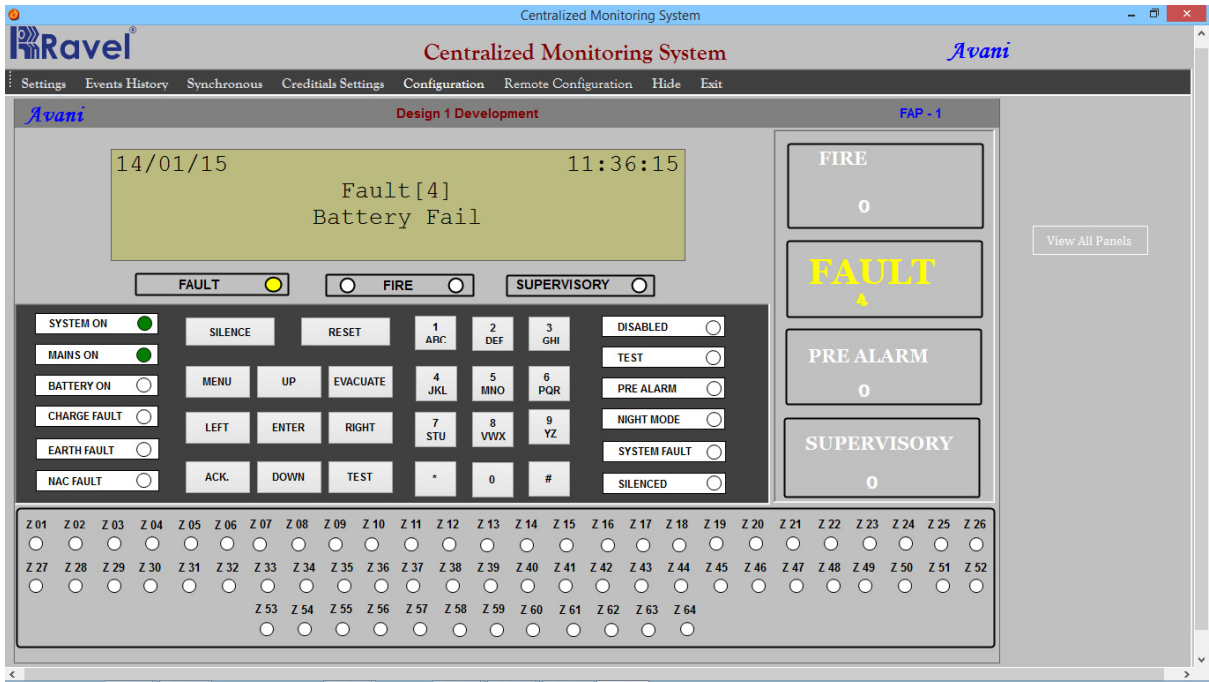 Centralized Monitoring System
Ravel®
Centralized Monitoring System
Avani
Settings Events History Synchronous Creditials Settings Configuration Remote Configuration Hide Exit
Avani Design 1 Development FAP - 1
14/01/15 11:36:15
Fault[4]
Battery Fail
FAULT FIRE SUPERVISORY
FIRE
0
FAULT
4
PRE ALARM
0
SUPERVISORY
0
View All Panels
SYSTEM ON
MAINS ON
BATTERY ON
CHARGE FAULT
EARTH FAULT
NAC FAULT
SILENCE RESET
MENU UP EVACUATE
LEFT ENTER RIGHT
ACK. DOWN TEST
1 2 3
ABC DEF GHI
4 5 6
JKL MNO PQR
7 8 9
STU VWX YZ
* 0 #
DISABLED
TEST
PRE ALARM
NIGHT MODE
SYSTEM FAULT
SILENCED
Z 01 Z 02 Z 03 Z 04 Z 05 Z 06 Z 07 Z 08 Z 09 Z 10 Z 11 Z 12 Z 13 Z 14 Z 15 Z 16 Z 17 Z 18 Z 19 Z 20 Z 21 Z 22 Z 23 Z 24 Z 25 Z 26
Z 27 Z 28 Z 29 Z 30 Z 31 Z 32 Z 33 Z 34 Z 35 Z 36 Z 37 Z 38 Z 39 Z 40 Z 41 Z 42 Z 43 Z 44 Z 45 Z 46 Z 47 Z 48 Z 49 Z 50 Z 51 Z 52
Z 53 Z 54 Z 55 Z 56 Z 57 Z 58 Z 59 Z 60 Z 61 Z 62 Z 63 Z 64